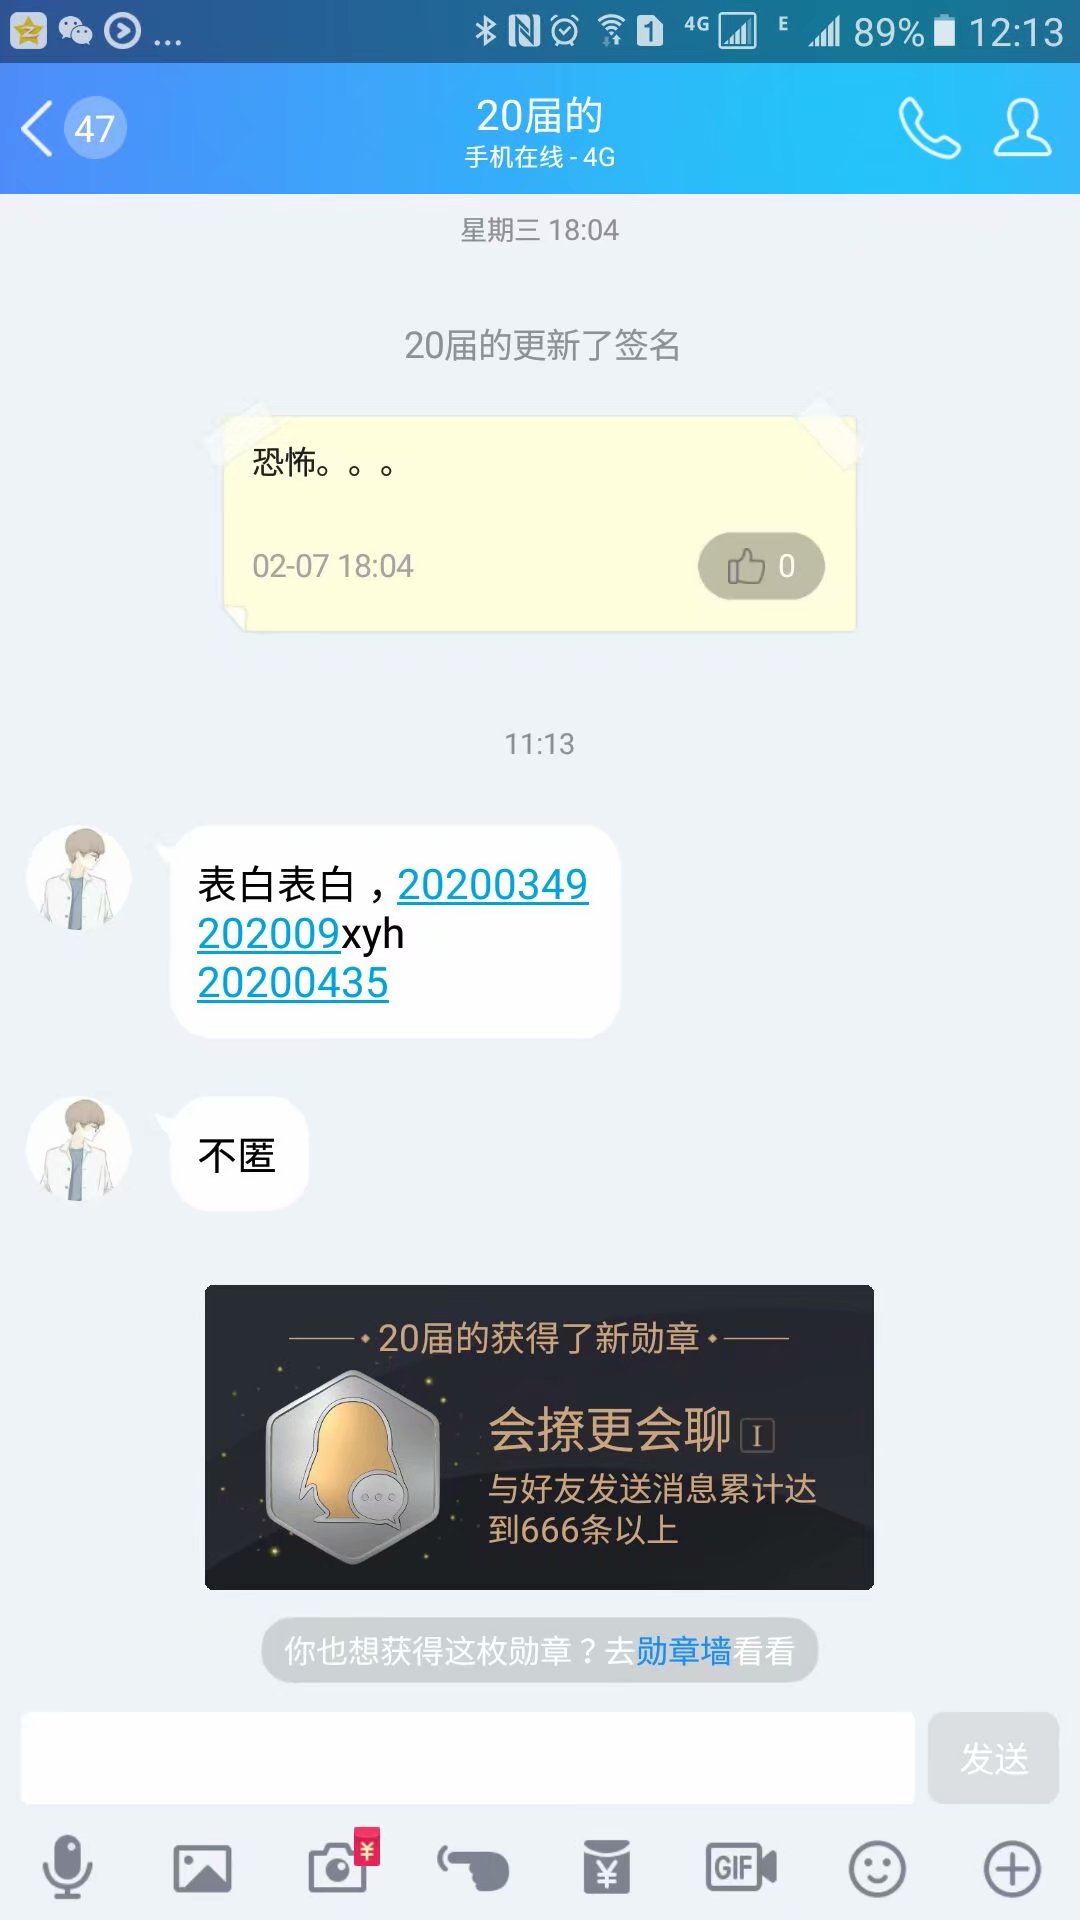 ... 1 4G E 89% 12:13
47
20届的
手机在线 - 4G
星期三 18:04
20届的更新了签名
恐怖。。。
02-07 18:04
0
11:13
表白表白，20200349
202009xyh
20200435
不匿
20届的获得了新勋章
会撩更会聊 I
与好友发送消息累计达
到666条以上
你也想获得这枚勋章？去勋章墙看看
发送
¥
¥
GIF